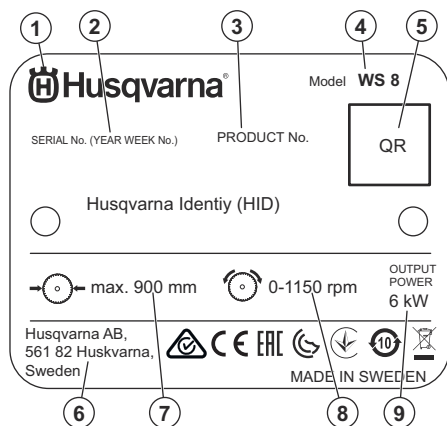 1 2 3 4 5
Husqvarna®
Model WS 8
SERIAL No. (YEAR WEEK No.)
PRODUCT No.
QR
Husqvarna Identiy (HID)
max. 900 mm
0-1150 rpm
OUTPUT
POWER
6 kW
Husqvarna AB,
561 82 Huskvarna,
Sweden
CE EAC 10
MADE IN SWEDEN
6 7 8 9